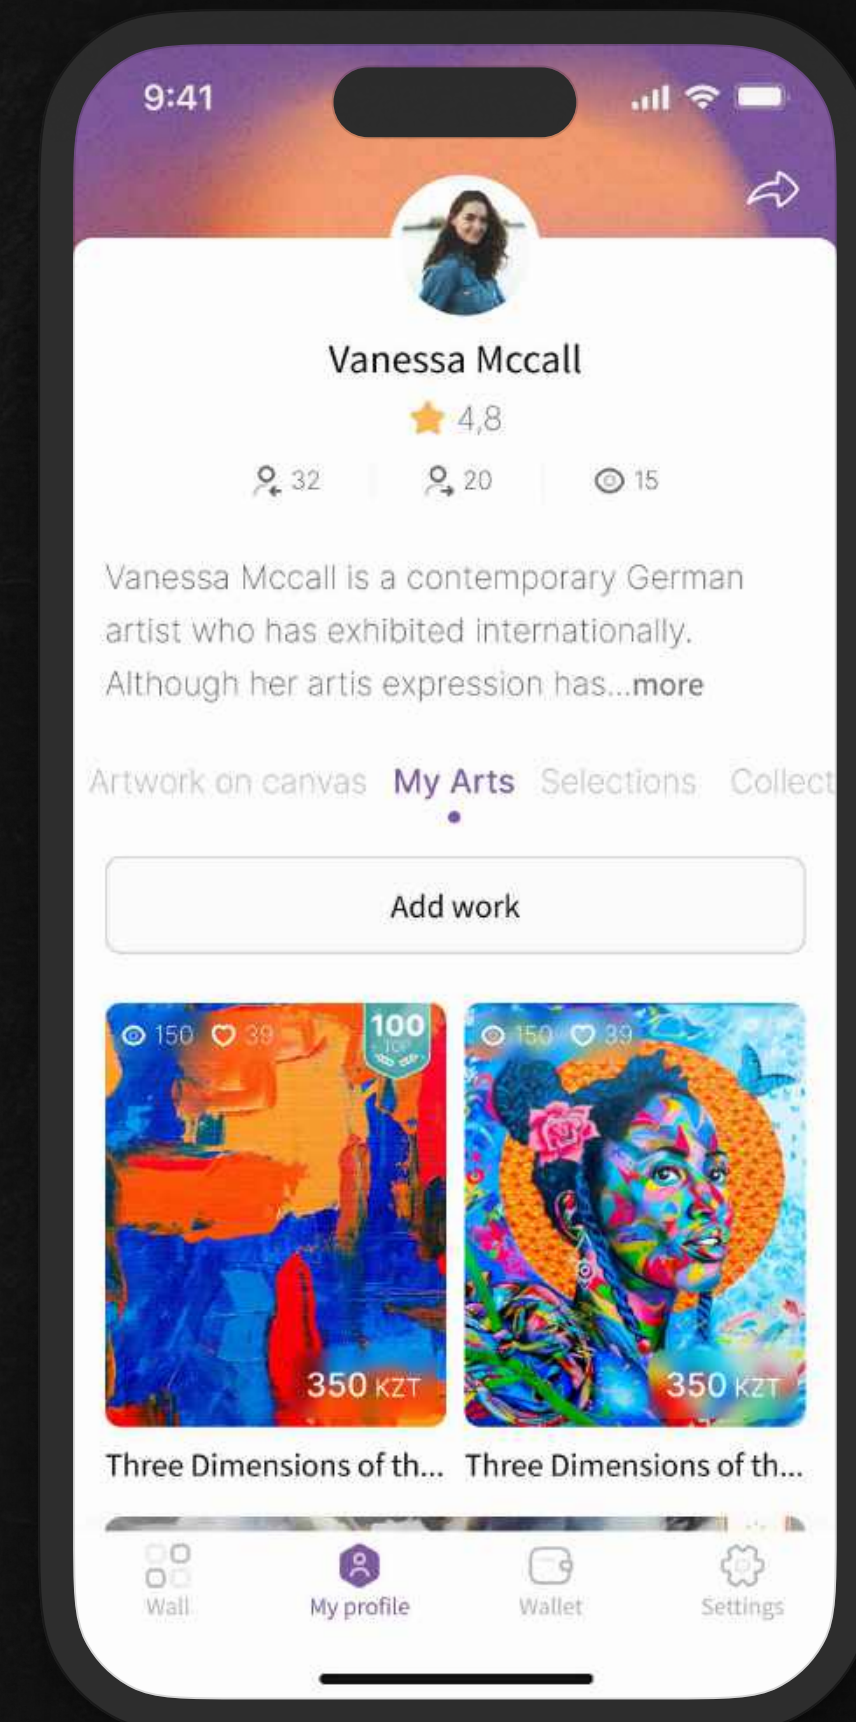 9:41
Vanessa Mccall
4,8
32 20 15
Vanessa Mccall is a contemporary German
artist who has exhibited internationally.
Although her artis expression has...more
Artwork on canvas My Arts Selections Collect
Add work
150 39 100
TOP
150 39
350 KZT
350 KZT
Three Dimensions of th...
Three Dimensions of th...
Wall My profile Wallet Settings